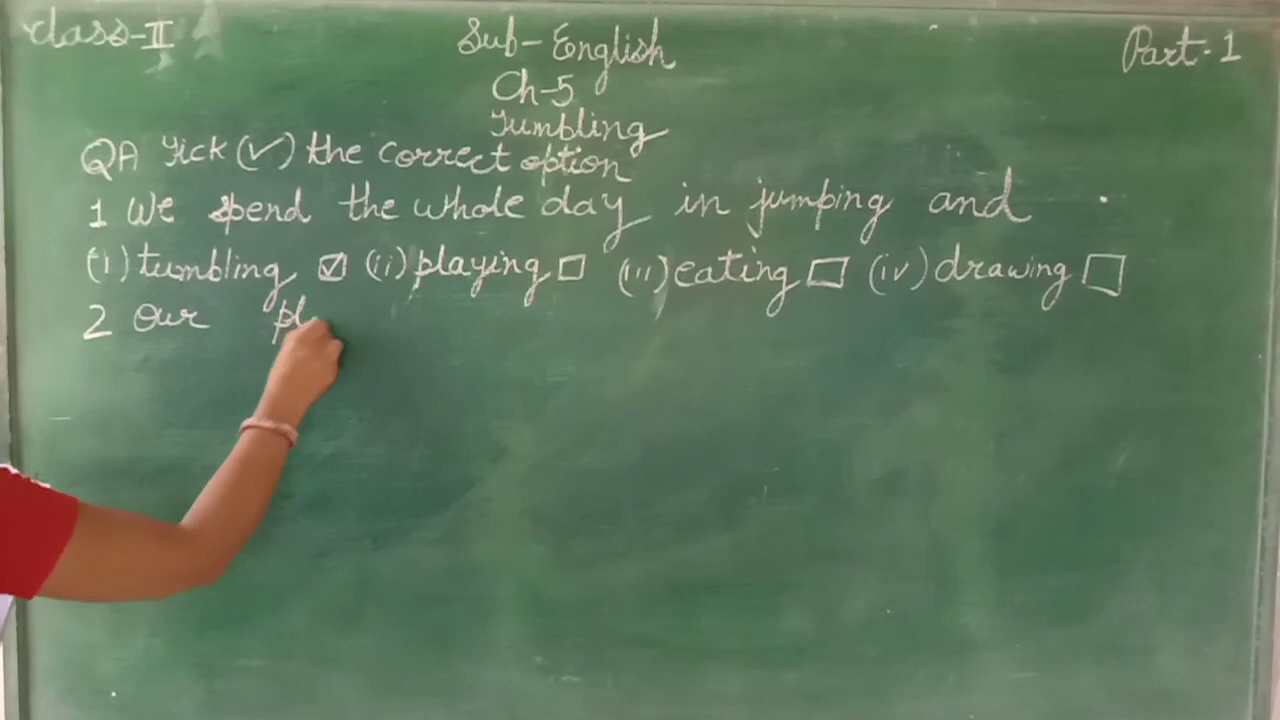 Class-II Sub-English Part-1
Ch-5
Tumbling
QA Tick (✓) the correct option
1 We spend the whole day in jumping and .
(i) tumbling ☑ (ii) playing ☐ (iii) eating ☐ (iv) drawing ☐
2 Our pl